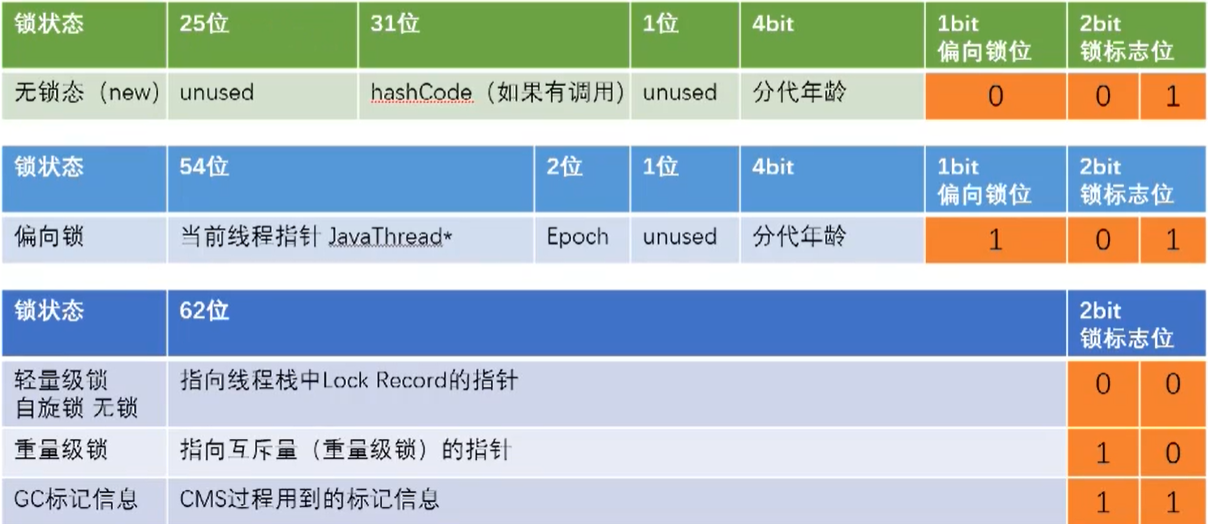 锁状态 25位 31位 1位 4bit 1bit 2bit
偏向锁位 锁标志位
无锁态（new） unused hashCode（如果有调用） unused 分代年龄 0 0 1
锁状态 54位 2位 1位 4bit 1bit 2bit
偏向锁位 锁标志位
偏向锁 当前线程指针 JavaThread* Epoch unused 分代年龄 1 0 1
锁状态 62位 2bit
锁标志位
轻量级锁 指向线程栈中Lock Record的指针 0 0
自旋锁 无锁
重量级锁 指向互斥量（重量级锁）的指针 1 0
GC标记信息 CMS过程用到的标记信息 1 1